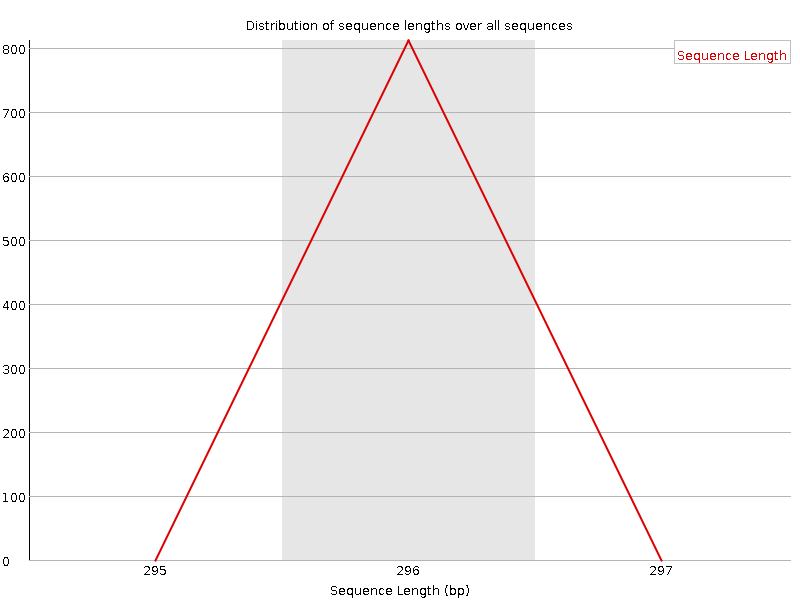 Distribution of sequence lengths over all sequences
Sequence Length
800
700
600
500
400
300
200
100
0
295 296 297
Sequence Length (bp)